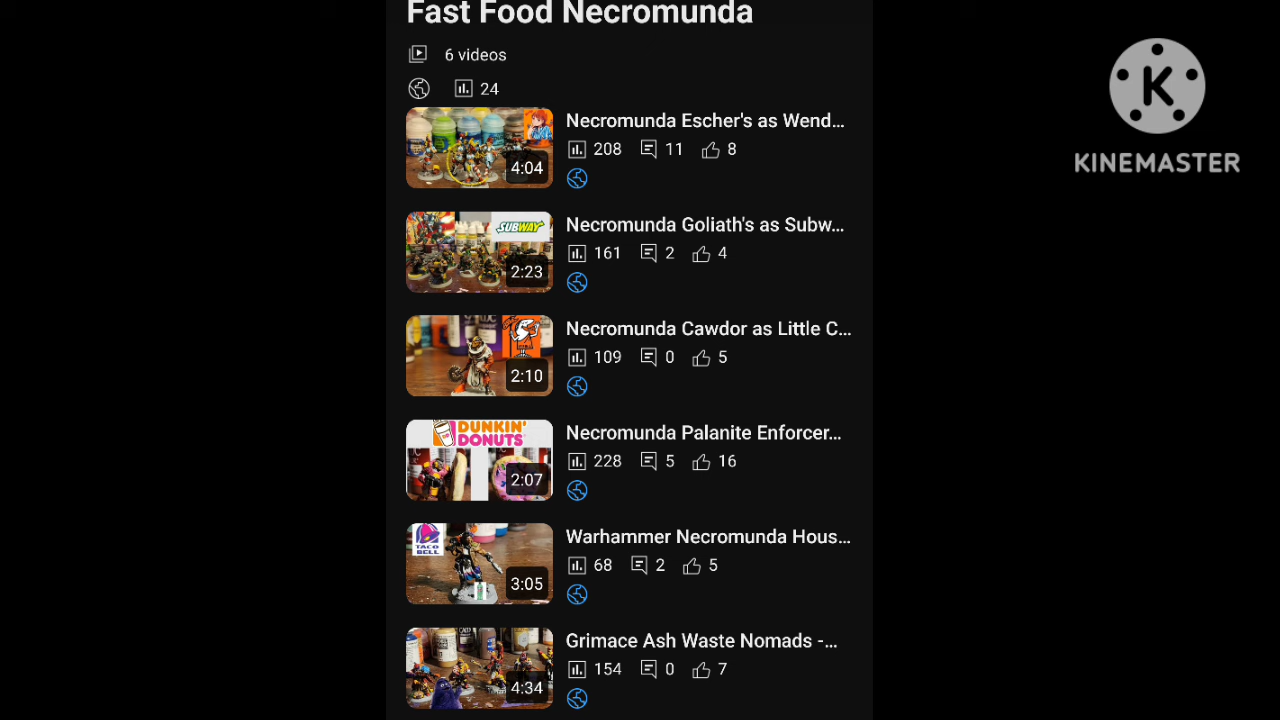 Fast Food Necromunda
6 videos
24
Necromunda Escher's as Wend...
208 11 8
4:04
Necromunda Goliath's as Subw...
SUBWAY
161 2 4
2:23
Necromunda Cawdor as Little C...
109 0 5
2:10
Necromunda Palanite Enforcer...
DUNKIN'
DONUTS
228 5 16
2:07
Warhammer Necromunda Hous...
TACO
BELL
68 2 5
3:05
Grimace Ash Waste Nomads -...
154 0 7
4:34
K
KINEMASTER